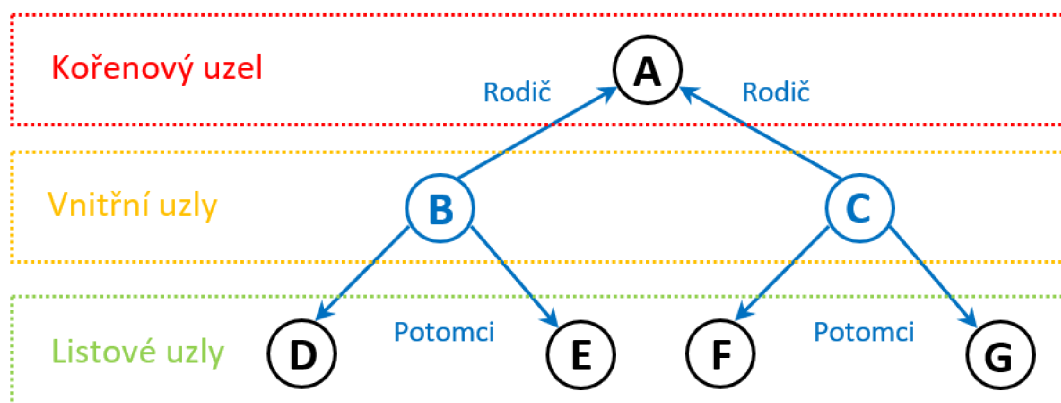 Kořenový uzel
A
Rodič
Rodič
Vnitřní uzly
B
C
Potomci
Potomci
Listové uzly
D
E
F
G